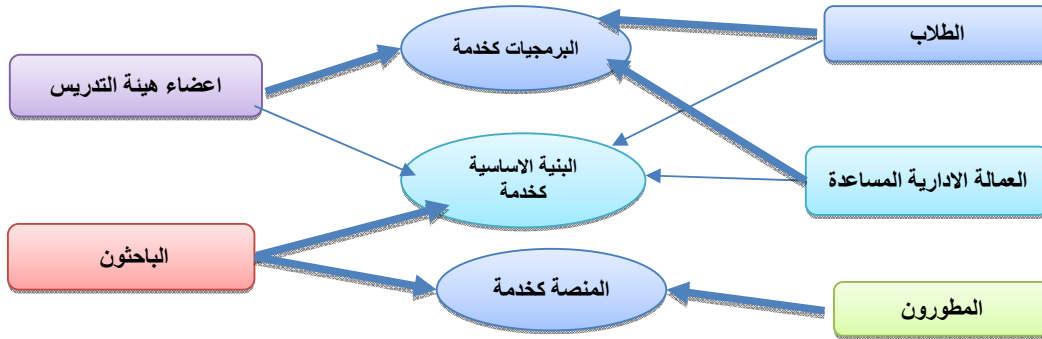 الطلاب
البرمجيات كخدمة
اعضاء هيئة التدريس
البنية الاساسية
كخدمة
العمالة الادارية المساعدة
الباحثون
المنصة كخدمة
المطورون